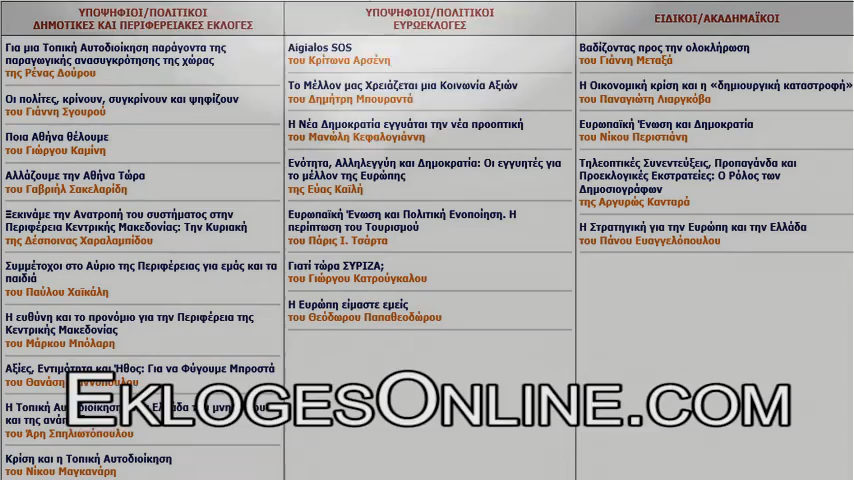 ΥΠΟΨΗΦΙΟΙ/ΠΟΛΙΤΙΚΟΙ
ΔΗΜΟΤΙΚΕΣ ΚΑΙ ΠΕΡΙΦΕΡΕΙΑΚΕΣ ΕΚΛΟΓΕΣ
Για μια Τοπική Αυτοδιοίκηση παράγοντα της
παραγωγικής ανασυγκρότησης της χώρας
της Ρένας Δούρου
Οι πολίτες, κρίνουν, συγκρίνουν και ψηφίζουν
του Γιάννη Σγουρού
Ποια Αθήνα θέλουμε
του Γιώργου Καμίνη
Αλλάζουμε την Αθήνα Τώρα
του Γαβριήλ Σακελαρίδη
Ξεκινάμε την Ανατροπή του συστήματος στην
Περιφέρεια Κεντρικής Μακεδονίας: Την Κυριακή
της Δέσποινας Χαραλαμπίδου
Συμμέτοχοι στο Αύριο της Περιφέρειας για εμάς και τα
παιδιά
του Παύλου Χαϊκάλη
Η ευθύνη και το προνόμιο για την Περιφέρεια της
Κεντρικής Μακεδονίας
του Μάρκου Μπόλαρη
Αξίες, Εντιμότητα και Ήθος: Για να Φύγουμε Μπροστά
του Θανάση
Η Τοπική
και της
του Άρη Σπηλιωτόπουλου
Κρίση και η Τοπική Αυτοδιοίκηση
του Νίκου Μαγκανάρη
ΥΠΟΨΗΦΙΟΙ/ΠΟΛΙΤΙΚΟΙ
ΕΥΡΩΕΚΛΟΓΕΣ
Aigialos SOS
του Κρίτωνα Αρσένη
Το Μέλλον μας Χρειάζεται μια Κοινωνία Αξιών
του Δημήτρη Μπουραντά
Η Νέα Δημοκρατία εγγυάται την νέα προοπτική
του Μανώλη Κεφαλογιάννη
Ενότητα, Αλληλεγγύη και Δημοκρατία: Οι εγγυητές για
το μέλλον της Ευρώπης
της Εύας Καϊλή
Ευρωπαϊκή Ένωση και Πολιτική Ενοποίηση. Η
περίπτωση του Τουρισμού
του Πάρις Ι. Τσάρτα
Γιατί τώρα ΣΥΡΙΖΑ;
του Γιώργου Κατρούγκαλου
Η Ευρώπη είμαστε εμείς
του Θεόδωρου Παπαθεοδώρου
ΕΙΔΙΚΟΙ/ΑΚΑΔΗΜΑΪΚΟΙ
Βαδίζοντας προς την ολοκλήρωση
του Γιάννη Μεταξά
Η Οικονομική κρίση και η «δημιουργική καταστροφή»
του Παναγιώτη Λιαργκόβα
Ευρωπαϊκή Ένωση και Δημοκρατία
του Νίκου Περιστιάνη
Τηλεοπτικές Συνεντεύξεις, Προπαγάνδα και
Προεκλογικές Εκστρατείες: Ο Ρόλος των
Δημοσιογράφων
της Αργυρώς Κανταρά
Η Στρατηγική για την Ευρώπη και την Ελλάδα
του Πάνου Ευαγγελόπουλου
EKLOGESONLINE.COM